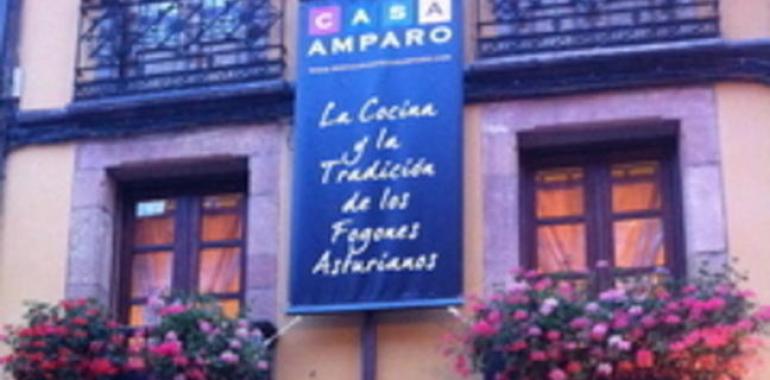 CASA
AMPARO
La Cocina
y la
Tradición
de los
Fogones
Asturianos